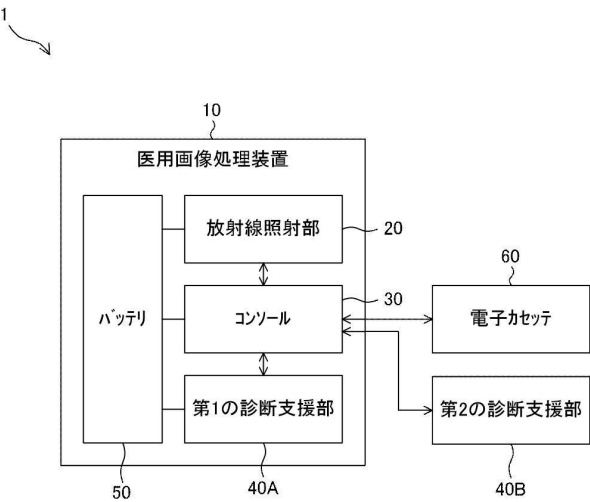 1
10
医用画像処理装置
放射線照射部
20
60
バッテリ
コンソール
30
電子カセッテ
第1の診断支援部
第2の診断支援部
50
40A
40B